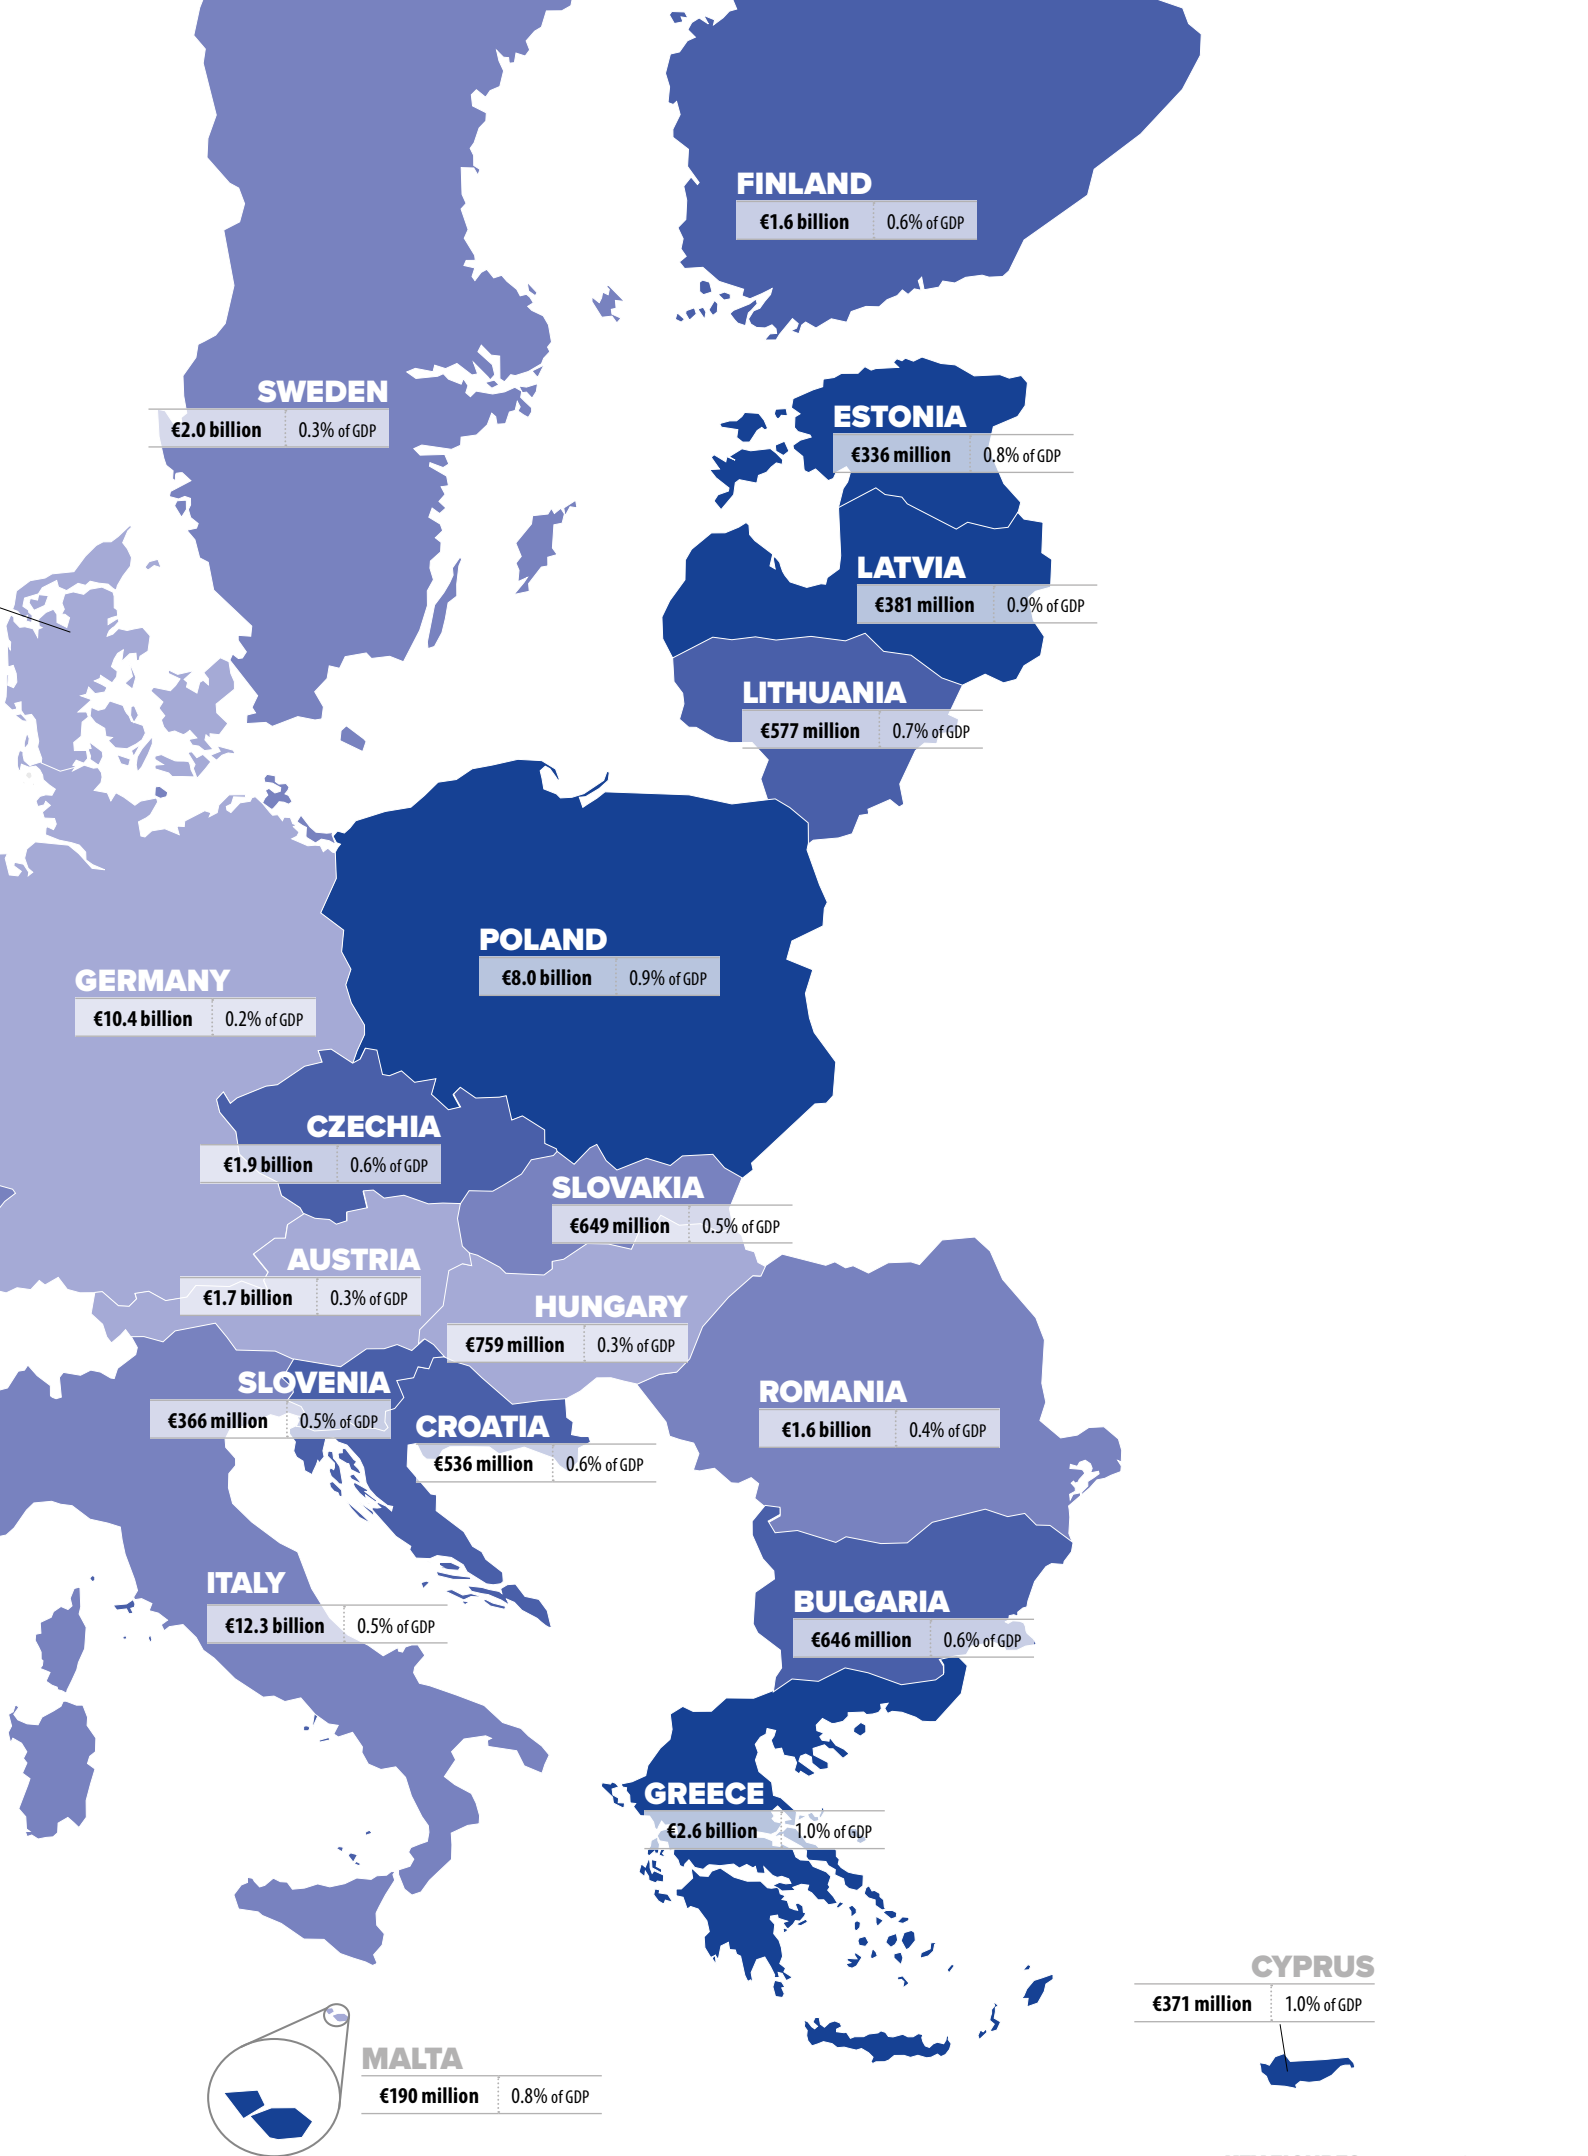 FINLAND
€1.6 billion 0.6% of GDP
SWEDEN
€2.0 billion 0.3% of GDP
ESTONIA
€336 million 0.8% of GDP
LATVIA
€381 million 0.9% of GDP
LITHUANIA
€577 million 0.7% of GDP
POLAND
€8.0 billion 0.9% of GDP
GERMANY
€10.4 billion 0.2% of GDP
CZECHIA
€1.9 billion 0.6% of GDP
SLOVAKIA
€649 million 0.5% of GDP
AUSTRIA
€1.7 billion 0.3% of GDP
HUNGARY
€759 million 0.3% of GDP
SLOVENIA
€366 million 0.5% of GDP
ROMANIA
€1.6 billion 0.4% of GDP
CROATIA
€536 million 0.6% of GDP
ITALY
€12.3 billion 0.5% of GDP
BULGARIA
€646 million 0.6% of GDP
GREECE
€2.6 billion 1.0% of GDP
CYPRUS
€371 million 1.0% of GDP
MALTA
€190 million 0.8% of GDP